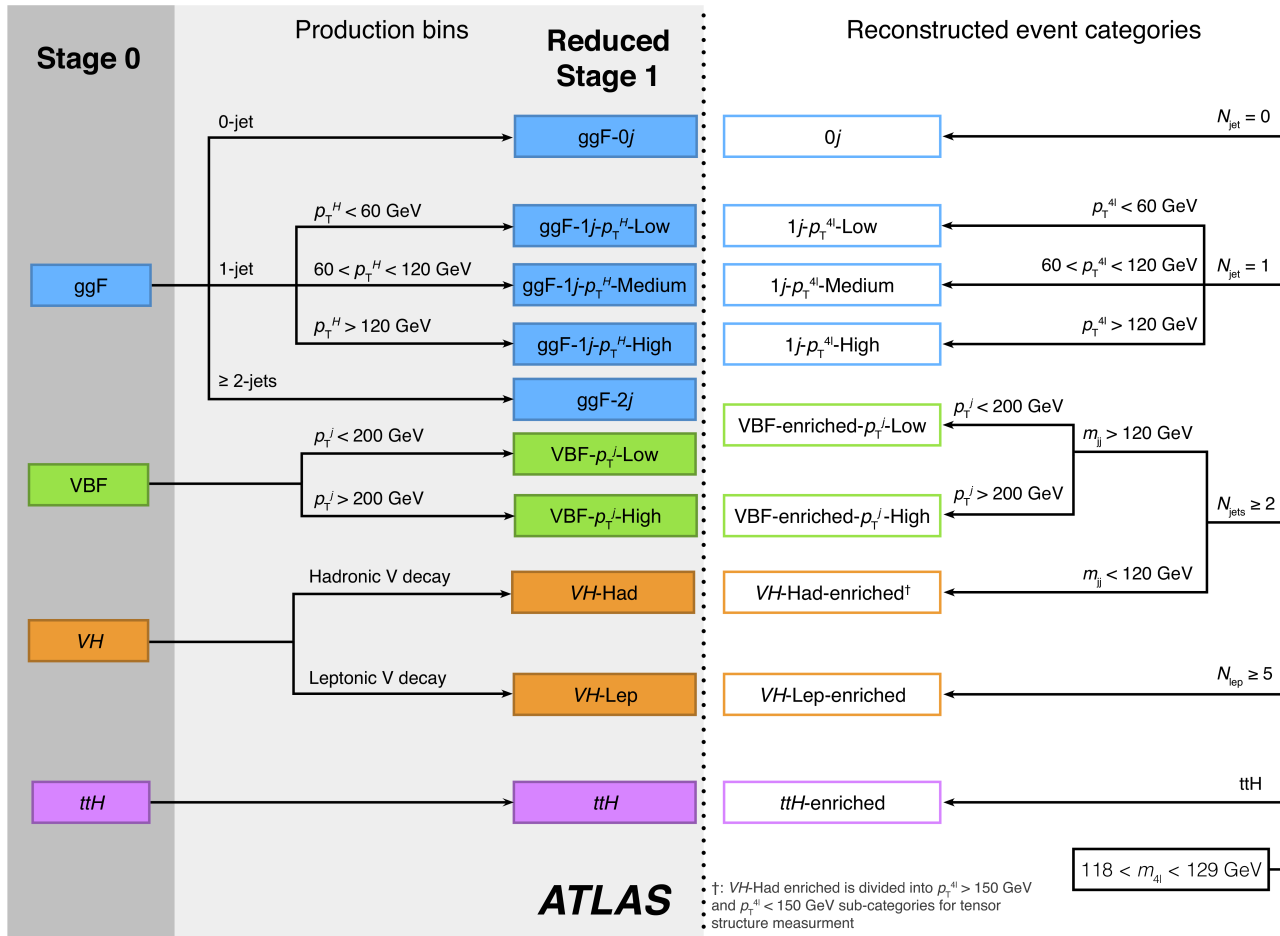 Stage 0
Production bins
Reduced
Stage 1
Reconstructed event categories
0-jet
ggF-0j
0j
N_jet = 0
p_T^H < 60 GeV
ggF-1j-p_T^H-Low
1j-p_T^4l-Low
p_T^4l < 60 GeV
ggF
1-jet
60 < p_T^H < 120 GeV
ggF-1j-p_T^H-Medium
1j-p_T^4l-Medium
60 < p_T^4l < 120 GeV
N_jet = 1
p_T^H > 120 GeV
ggF-1j-p_T^H-High
1j-p_T^4l-High
p_T^4l > 120 GeV
≥ 2-jets
ggF-2j
VBF-enriched-p_T^j-Low
p_T^j < 200 GeV
m_jj > 120 GeV
VBF
p_T^j < 200 GeV
VBF-p_T^j-Low
p_T^j > 200 GeV
VBF-p_T^j-High
VBF-enriched-p_T^j-High
p_T^j > 200 GeV
N_jets ≥ 2
Hadronic V decay
VH-Had
VH-Had-enriched†
m_jj < 120 GeV
VH
Leptonic V decay
VH-Lep
VH-Lep-enriched
N_lep ≥ 5
ttH
ttH
ttH-enriched
ttH
118 < m_4l < 129 GeV
ATLAS
†: VH-Had enriched is divided into p_T^4l > 150 GeV
and p_T^4l < 150 GeV sub-categories for tensor
structure measurment